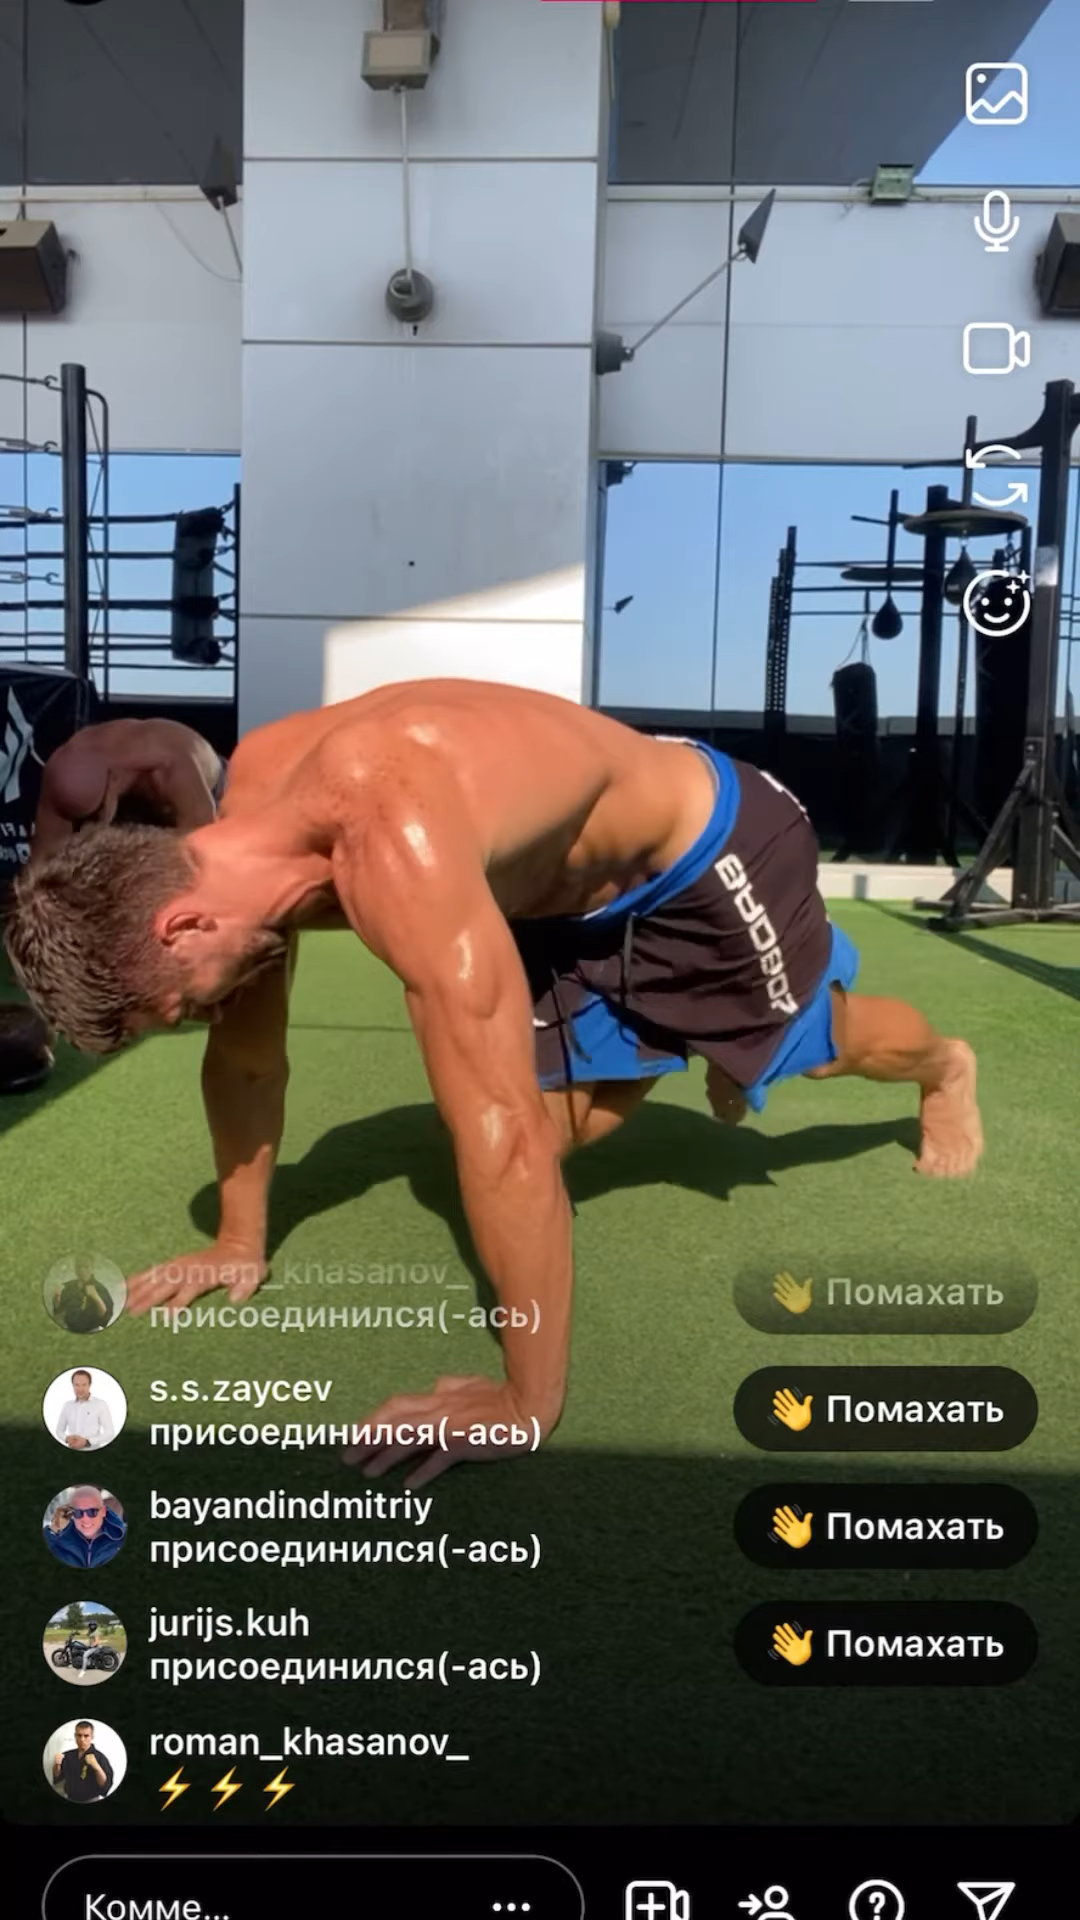 roman_khasanov_
присоединился(-ась)
👋 Помахать
s.s.zaycev
присоединился(-ась)
👋 Помахать
bayandindmitriy
присоединился(-ась)
👋 Помахать
jurijs.kuh
присоединился(-ась)
👋 Помахать
roman_khasanov_
⚡⚡⚡
Комме...